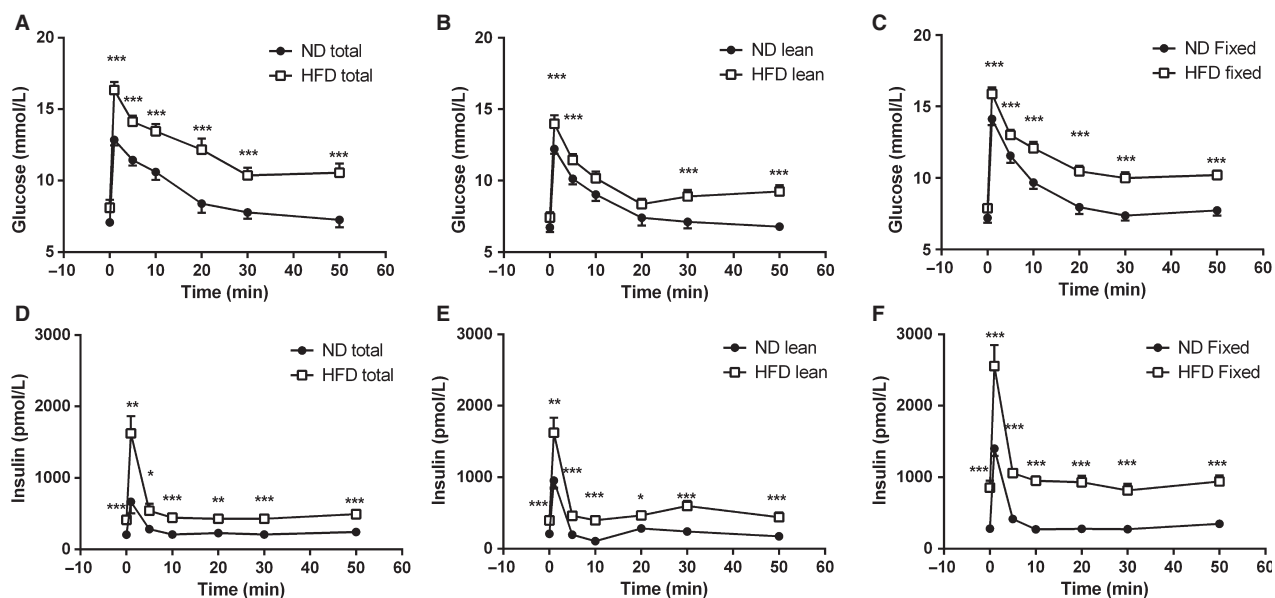 A
20
15
10
5
Glucose (mmol/L)
ND total
HFD total
*** *** *** *** *** ***
–10 0 10 20 30 40 50 60
Time (min)
B
20
15
10
5
Glucose (mmol/L)
ND lean
HFD lean
*** *** *** ***
–10 0 10 20 30 40 50 60
Time (min)
C
20
15
10
5
Glucose (mmol/L)
ND Fixed
HFD fixed
*** *** *** *** *** ***
–10 0 10 20 30 40 50 60
Time (min)
D
3000
2000
1000
0
Insulin (pmol/L)
ND total
HFD total
*** ** * *** ** *** ***
–10 0 10 20 30 40 50 60
Time (min)
E
3000
2000
1000
0
Insulin (pmol/L)
ND lean
HFD lean
*** ** *** *** * *** ***
–10 0 10 20 30 40 50 60
Time (min)
F
3000
2000
1000
0
Insulin (pmol/L)
ND Fixed
HFD Fixed
*** *** *** *** *** *** ***
–10 0 10 20 30 40 50 60
Time (min)